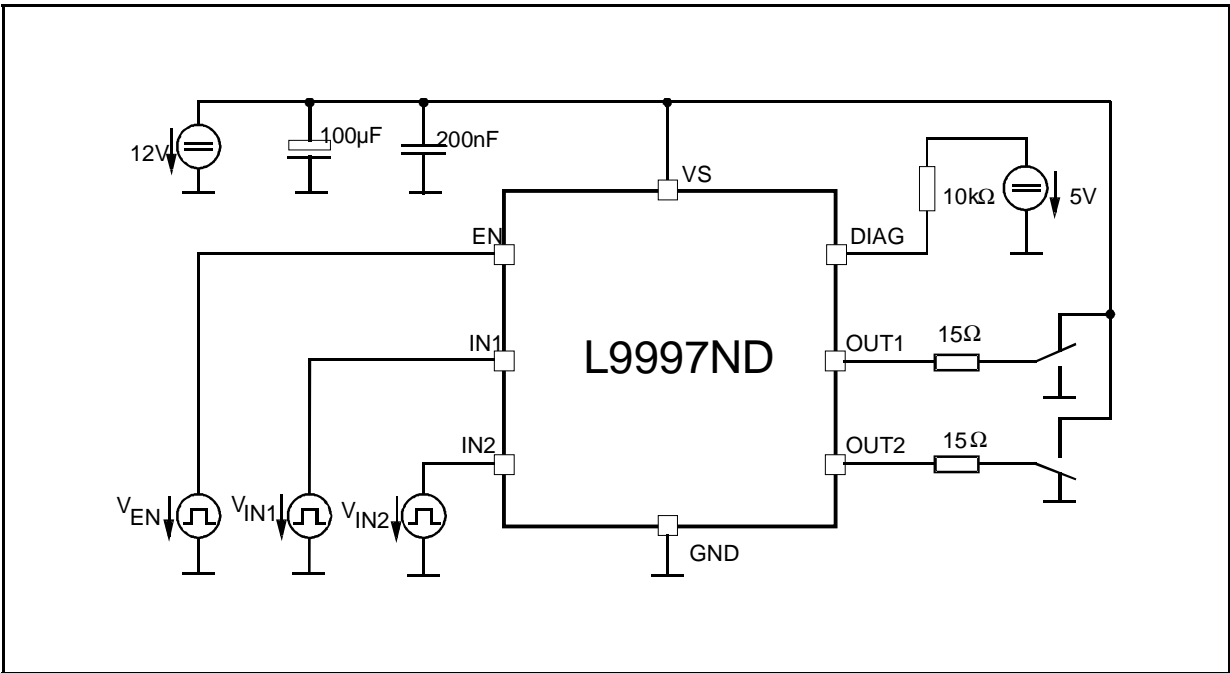 12V
100µF
200nF
VS
10kΩ
5V
EN
DIAG
IN1
L9997ND
OUT1
15Ω
IN2
OUT2
15Ω
VEN
VIN1
VIN2
GND